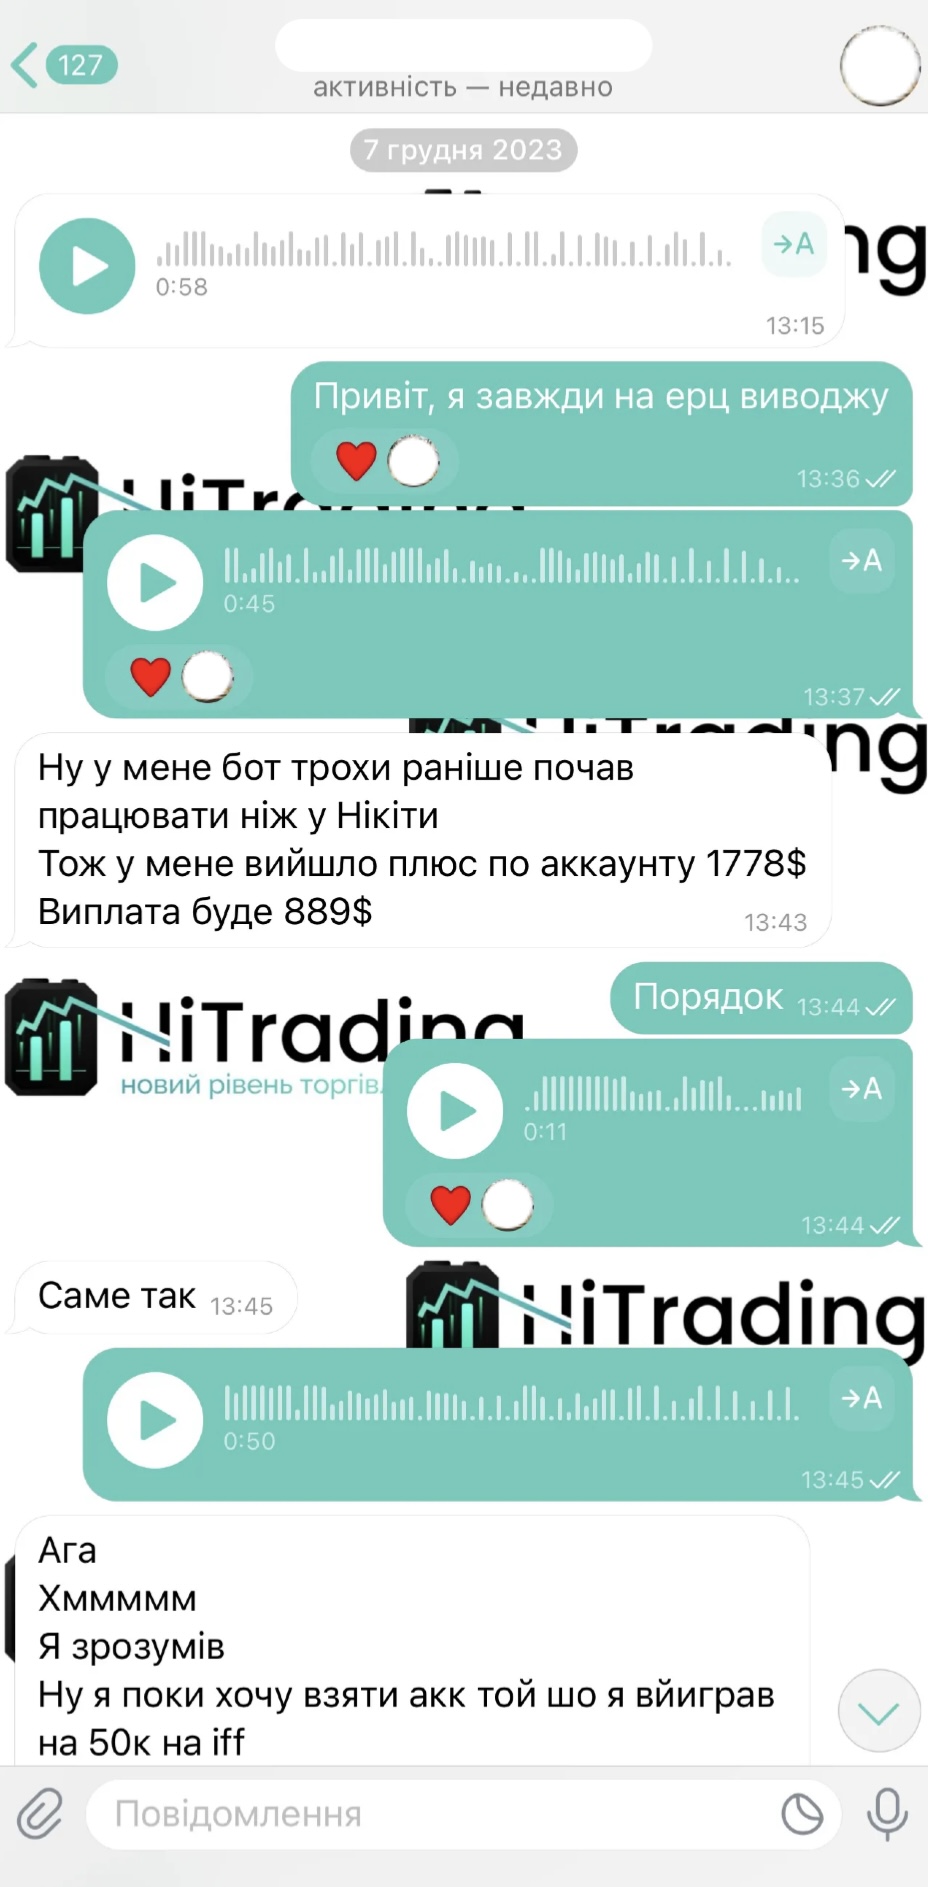 127
активність — недавно
7 грудня 2023
0:58
→A
13:15
Привіт, я завжди на ерц виводжу
13:36
HiTrading
→A
0:45
13:37
HiTrading
Ну у мене бот трохи раніше почав
працювати ніж у Нікіти
Тож у мене вийшло плюс по аккаунту 1778$
Виплата буде 889$
13:43
Порядок 13:44
HiTrading
новий рівень торгів
→A
0:11
13:44
Саме так 13:45
HiTrading
→A
0:50
13:45
Ага
Хммммм
Я зрозумів
Ну я поки хочу взяти акк той шо я вйиграв
на 50к на iff
Повідомлення